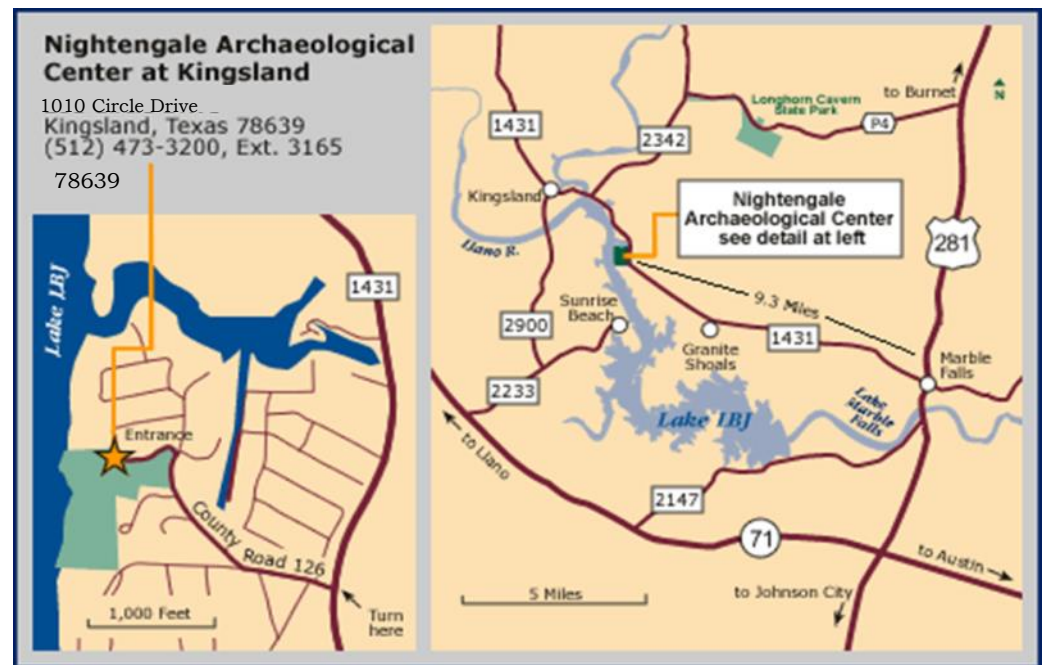 Nightengale Archaeological
Center at Kingsland
1010 Circle Drive
Kingsland, Texas 78639
(512) 473-3200, Ext. 3165
78639
Lake LBJ
1431
Entrance
County Road 126
1,000 Feet
Turn
here
to Burnet
N
Longhorn Cavern
State Park
P4
1431
2342
Kingsland
Nightengale
Archaeological Center
see detail at left
281
Llano R.
9.3 Miles
Sunrise
Beach
2900
Granite
Shoals
1431
Marble
Falls
2233
Lake
Marble
Falls
Lake LBJ
to Llano
2147
71
to Austin
5 Miles
to Johnson City